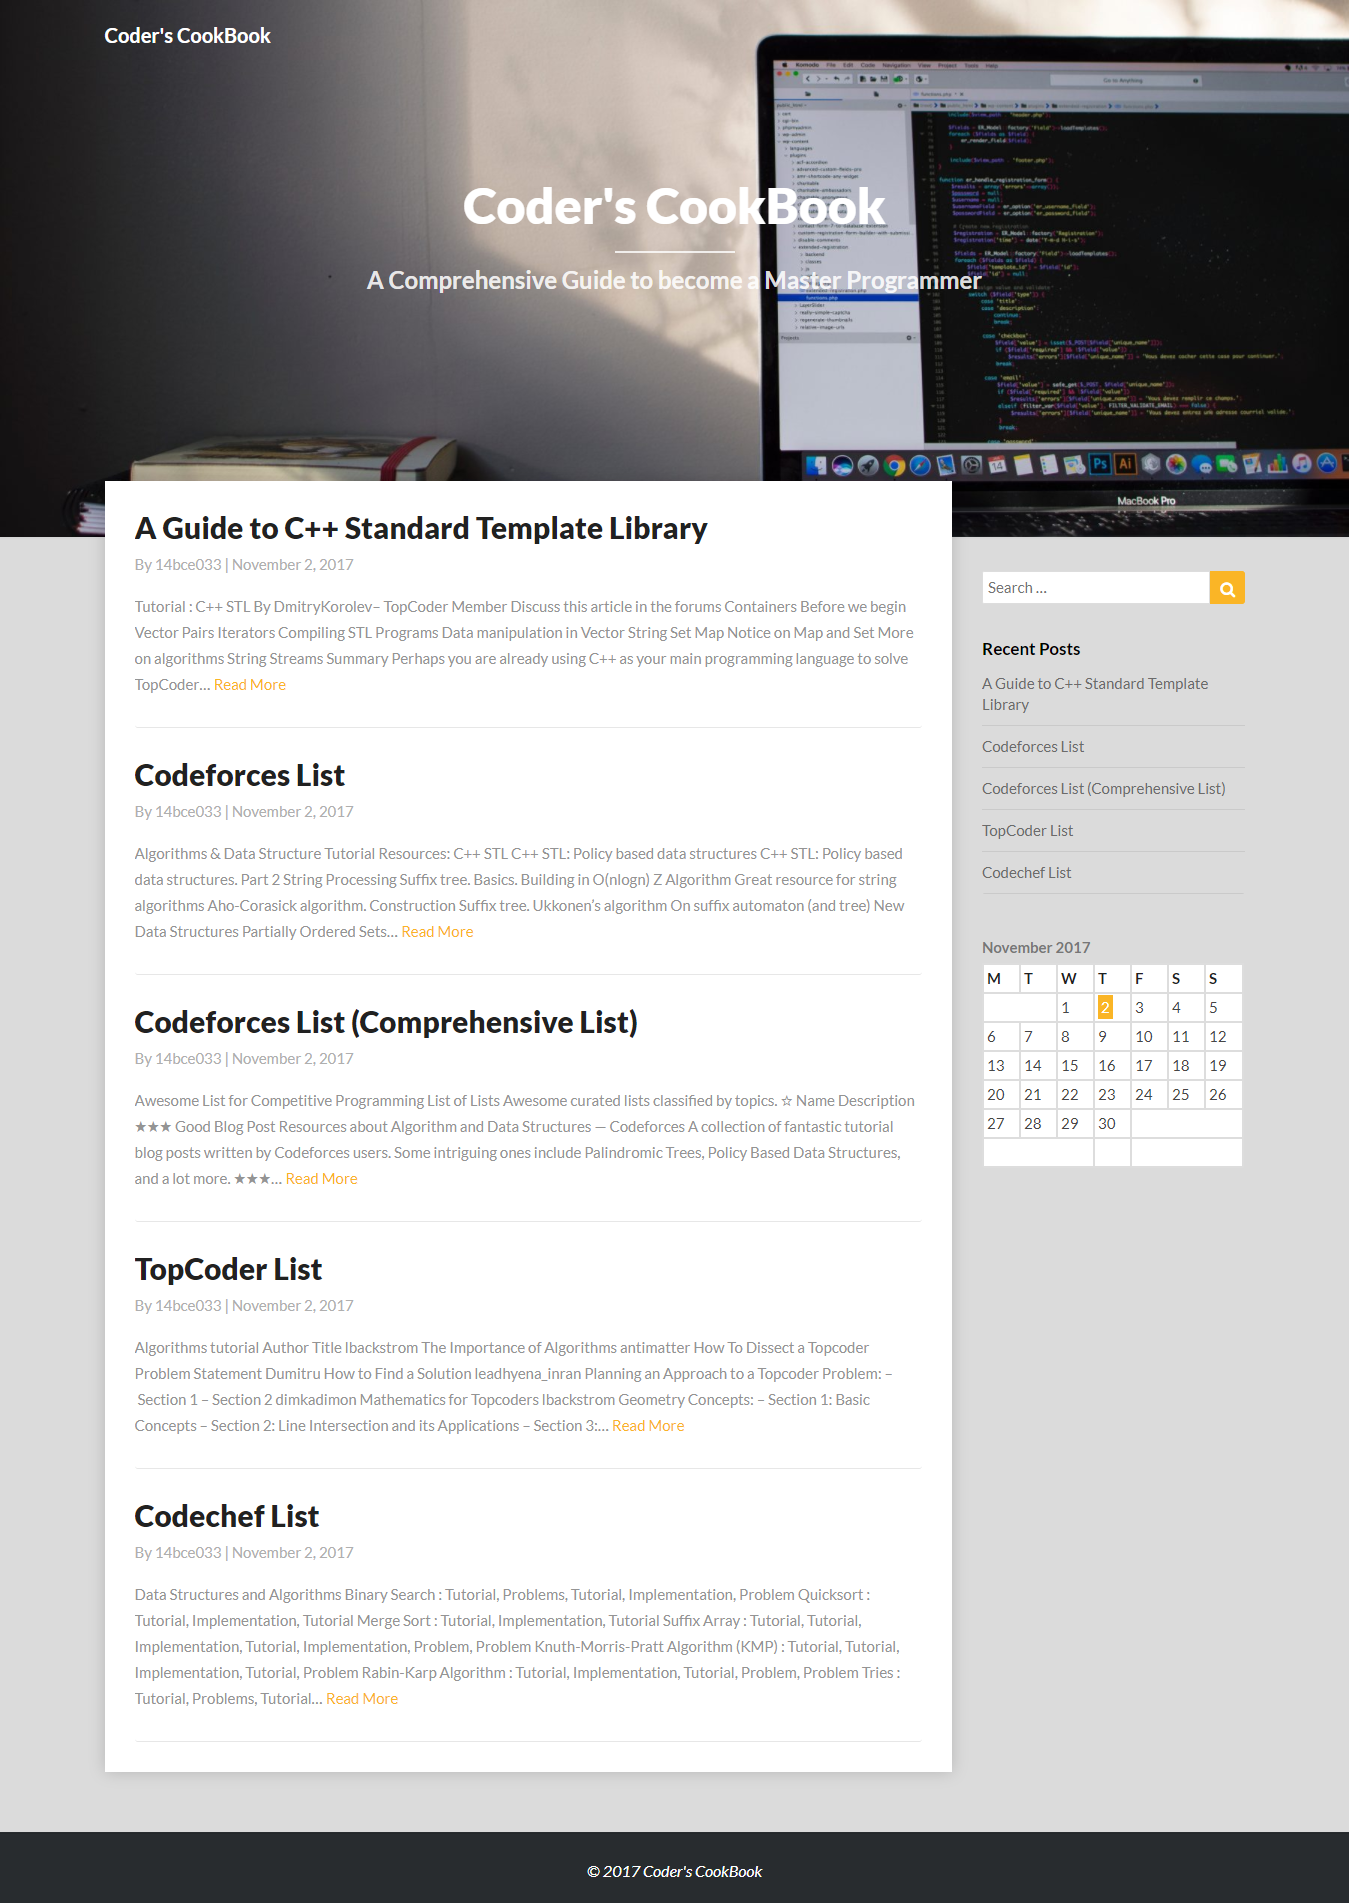 Coder's CookBook
Coder's CookBook
A Comprehensive Guide to become a Master Programmer
MacBook Pro
A Guide to C++ Standard Template Library
By 14bce033 | November 2, 2017
Tutorial : C++ STL By DmitryKorolev– TopCoder Member Discuss this article in the forums Containers Before we begin
Vector Pairs Iterators Compiling STL Programs Data manipulation in Vector String Set Map Notice on Map and Set More
on algorithms String Streams Summary Perhaps you are already using C++ as your main programming language to solve
TopCoder… Read More
Codeforces List
By 14bce033 | November 2, 2017
Algorithms & Data Structure Tutorial Resources: C++ STL C++ STL: Policy based data structures C++ STL: Policy based
data structures. Part 2 String Processing Suffix tree. Basics. Building in O(nlogn) Z Algorithm Great resource for string
algorithms Aho-Corasick algorithm. Construction Suffix tree. Ukkonen's algorithm On suffix automaton (and tree) New
Data Structures Partially Ordered Sets… Read More
Codeforces List (Comprehensive List)
By 14bce033 | November 2, 2017
Awesome List for Competitive Programming List of Lists Awesome curated lists classified by topics. ☆ Name Description
★★★ Good Blog Post Resources about Algorithm and Data Structures — Codeforces A collection of fantastic tutorial
blog posts written by Codeforces users. Some intriguing ones include Palindromic Trees, Policy Based Data Structures,
and a lot more. ★★★… Read More
TopCoder List
By 14bce033 | November 2, 2017
Algorithms tutorial Author Title lbackstrom The Importance of Algorithms antimatter How To Dissect a Topcoder
Problem Statement Dumitru How to Find a Solution leadhyena_inran Planning an Approach to a Topcoder Problem: –
Section 1 – Section 2 dimkadimon Mathematics for Topcoders lbackstrom Geometry Concepts: – Section 1: Basic
Concepts – Section 2: Line Intersection and its Applications – Section 3:… Read More
Codechef List
By 14bce033 | November 2, 2017
Data Structures and Algorithms Binary Search : Tutorial, Problems, Tutorial, Implementation, Problem Quicksort :
Tutorial, Implementation, Tutorial Merge Sort : Tutorial, Implementation, Tutorial Suffix Array : Tutorial, Tutorial,
Implementation, Tutorial, Implementation, Problem, Problem Knuth-Morris-Pratt Algorithm (KMP) : Tutorial, Tutorial,
Implementation, Tutorial, Problem Rabin-Karp Algorithm : Tutorial, Implementation, Tutorial, Problem, Problem Tries :
Tutorial, Problems, Tutorial… Read More
Search …
Recent Posts
A Guide to C++ Standard Template
Library
Codeforces List
Codeforces List (Comprehensive List)
TopCoder List
Codechef List
November 2017
M T W T F S S
1 2 3 4 5
6 7 8 9 10 11 12
13 14 15 16 17 18 19
20 21 22 23 24 25 26
27 28 29 30
© 2017 Coder's CookBook